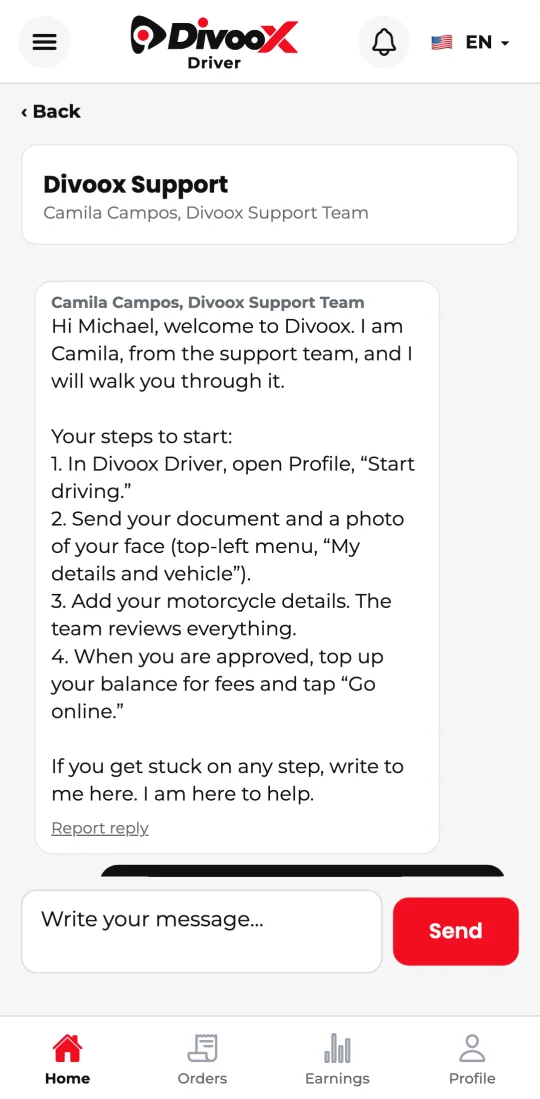 DivooX
Driver
EN
‹ Back
Divoox Support
Camila Campos, Divoox Support Team
Camila Campos, Divoox Support Team
Hi Michael, welcome to Divoox. I am
Camila, from the support team, and I
will walk you through it.
Your steps to start:
1. In Divoox Driver, open Profile, “Start
driving.”
2. Send your document and a photo
of your face (top-left menu, “My
details and vehicle”).
3. Add your motorcycle details. The
team reviews everything.
4. When you are approved, top up
your balance for fees and tap “Go
online.”
If you get stuck on any step, write to
me here. I am here to help.
Report reply
Write your message...
Send
Home
Orders
Earnings
Profile